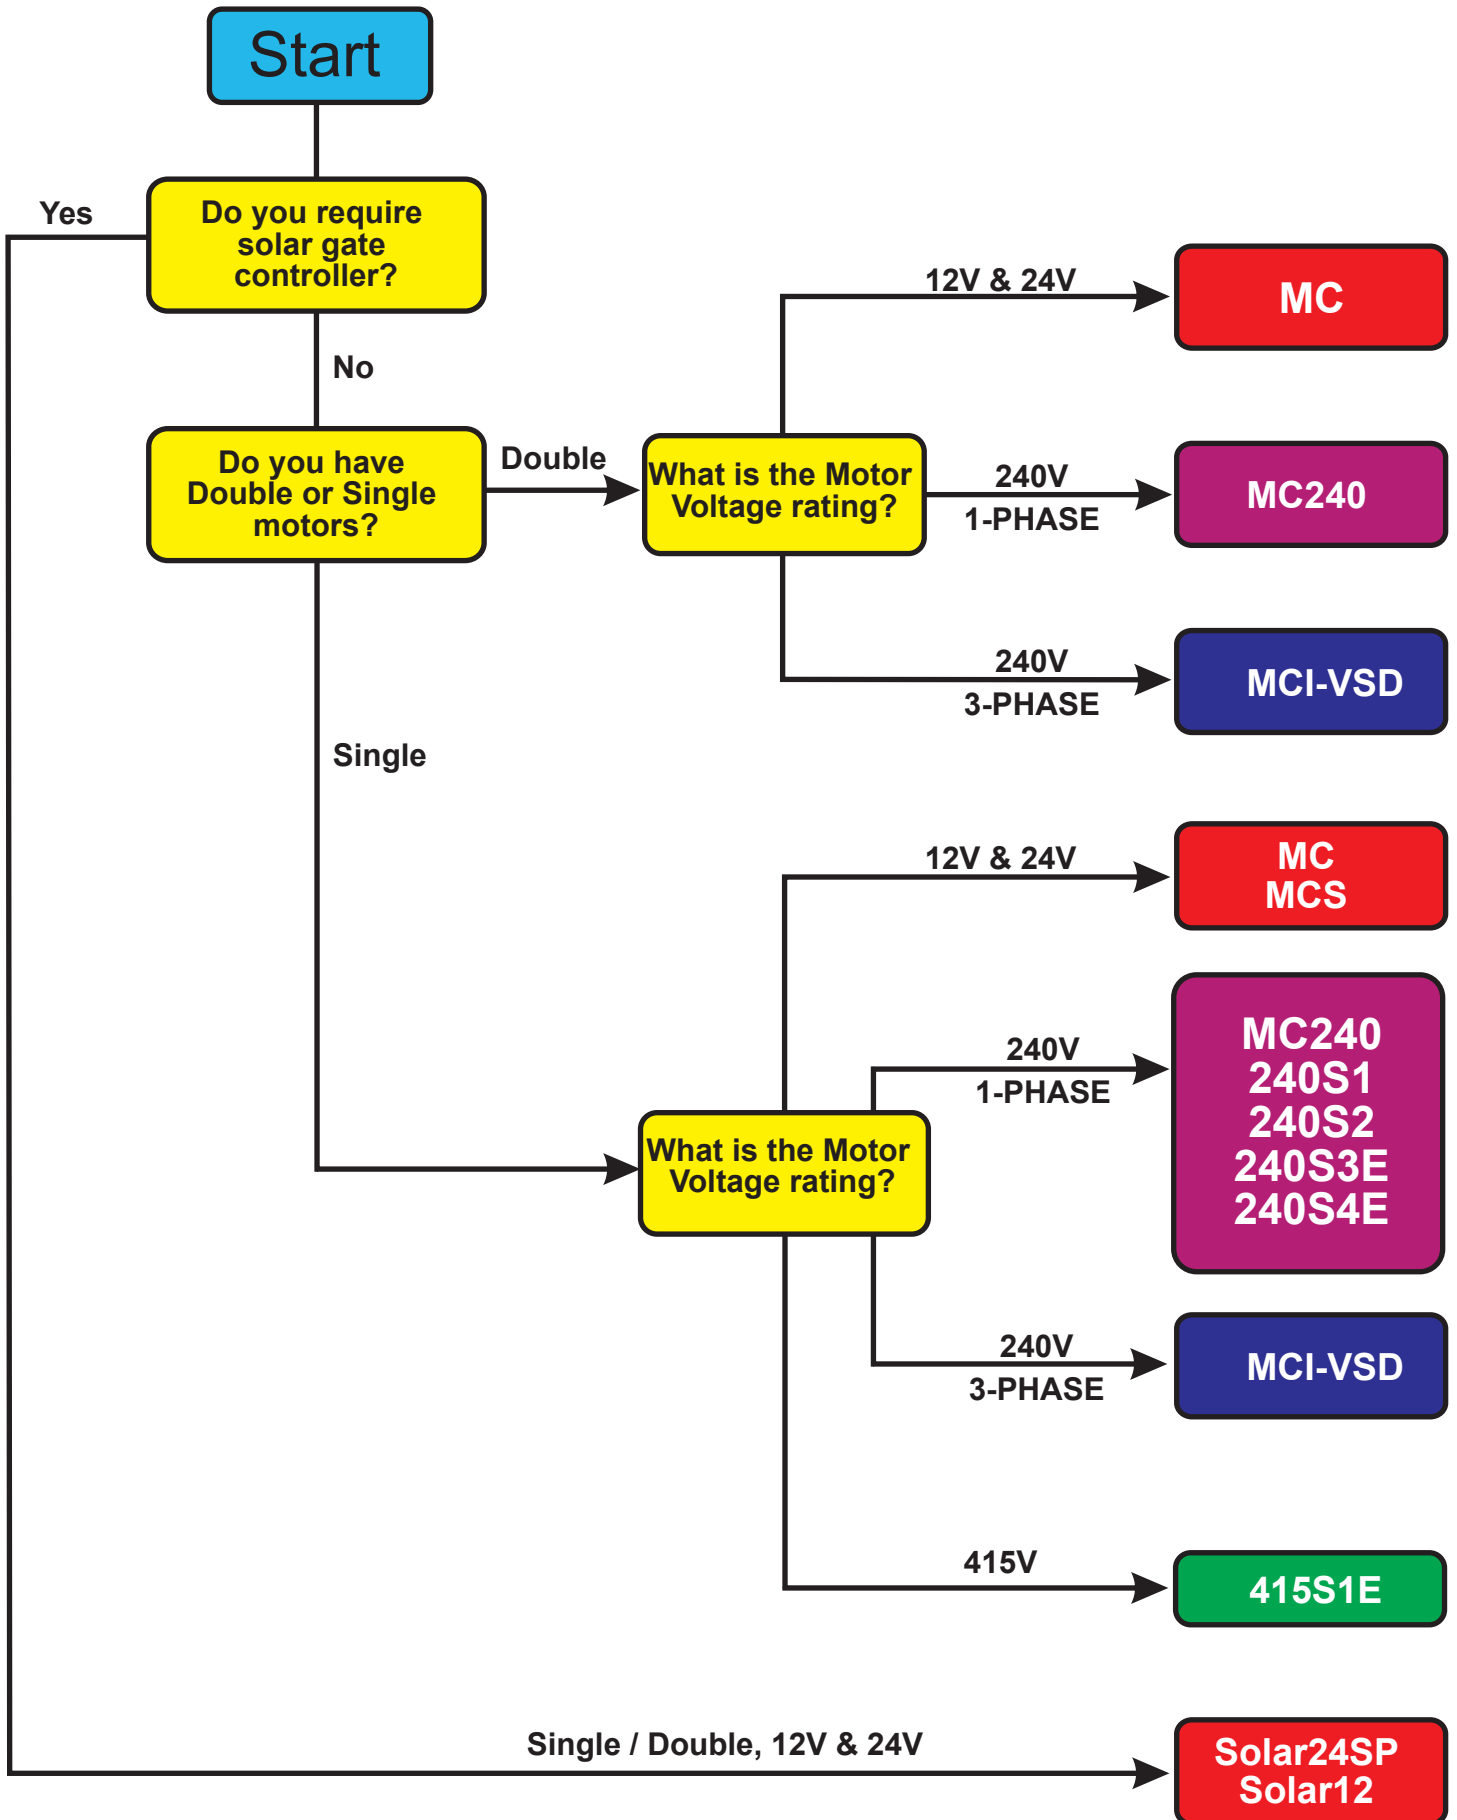 Start
Yes
Do you require
solar gate
controller?
No
Do you have
Double or Single
motors?
Double
What is the Motor
Voltage rating?
12V & 24V
MC
240V
1-PHASE
MC240
240V
3-PHASE
MCI-VSD
Single
What is the Motor
Voltage rating?
12V & 24V
MC
MCS
240V
1-PHASE
MC240
240S1
240S2
240S3E
240S4E
240V
3-PHASE
MCI-VSD
415V
415S1E
Single / Double, 12V & 24V
Solar24SP
Solar12